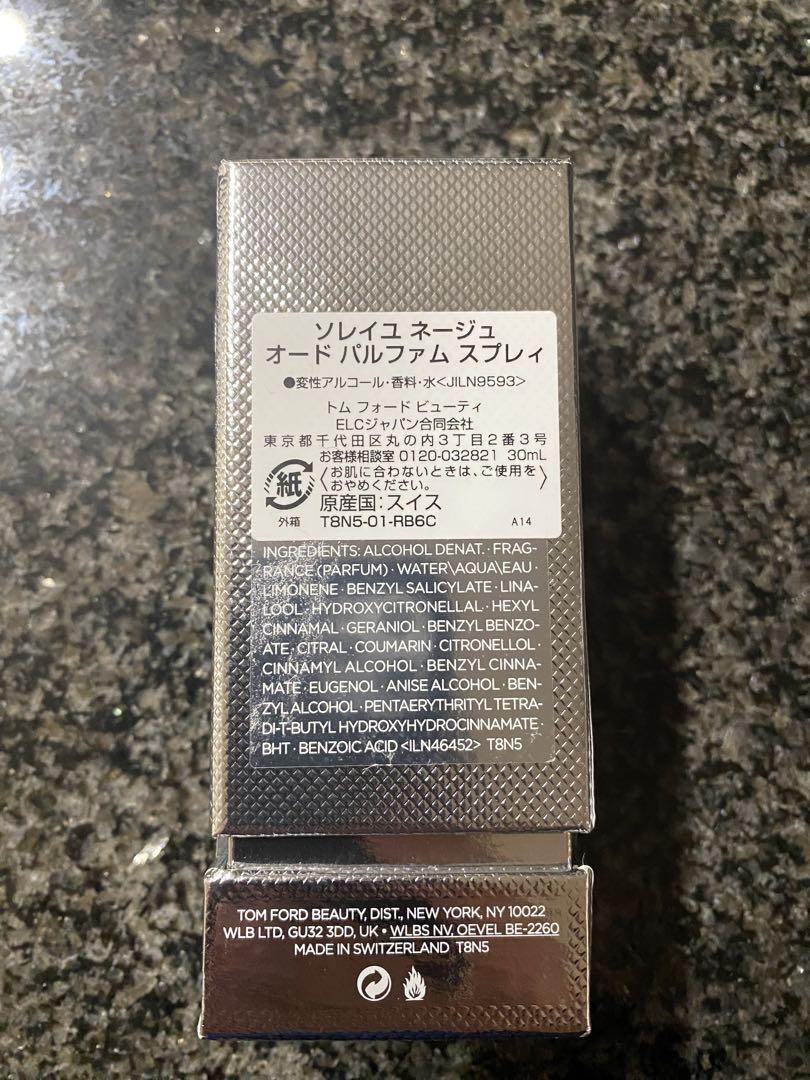 ソレイユ ネージュ
オード パルファム スプレィ
●変性アルコール・香料・水<JILN9593>
トム フォード ビューティ
ELCジャパン合同会社
東京都千代田区丸の内3丁目2番3号
お客様相談室 0120-032821 30mL
〈お肌に合わないときは、ご使用を
おやめください。〉
紙
外箱
原産国:スイス
T8N5-01-RB6C
A14
INGREDIENTS: ALCOHOL DENAT. · FRAG-
RANCE (PARFUM) · WATER\AQUA\EAU ·
LIMONENE · BENZYL SALICYLATE · LINA-
LOOL · HYDROXYCITRONELLAL · HEXYL
CINNAMAL · GERANIOL · BENZYL BENZO-
ATE · CITRAL · COUMARIN · CITRONELLOL ·
CINNAMYL ALCOHOL · BENZYL CINNA-
MATE · EUGENOL · ANISE ALCOHOL · BEN-
ZYL ALCOHOL · PENTAERYTHRITYL TETRA-
DI-T-BUTYL HYDROXYHYDROCINNAMATE ·
BHT · BENZOIC ACID <ILN46452> T8N5
TOM FORD BEAUTY, DIST., NEW YORK, NY 10022
WLB LTD, GU32 3DD, UK • WLBS NV, OEVEL BE-2260
MADE IN SWITZERLAND T8N5